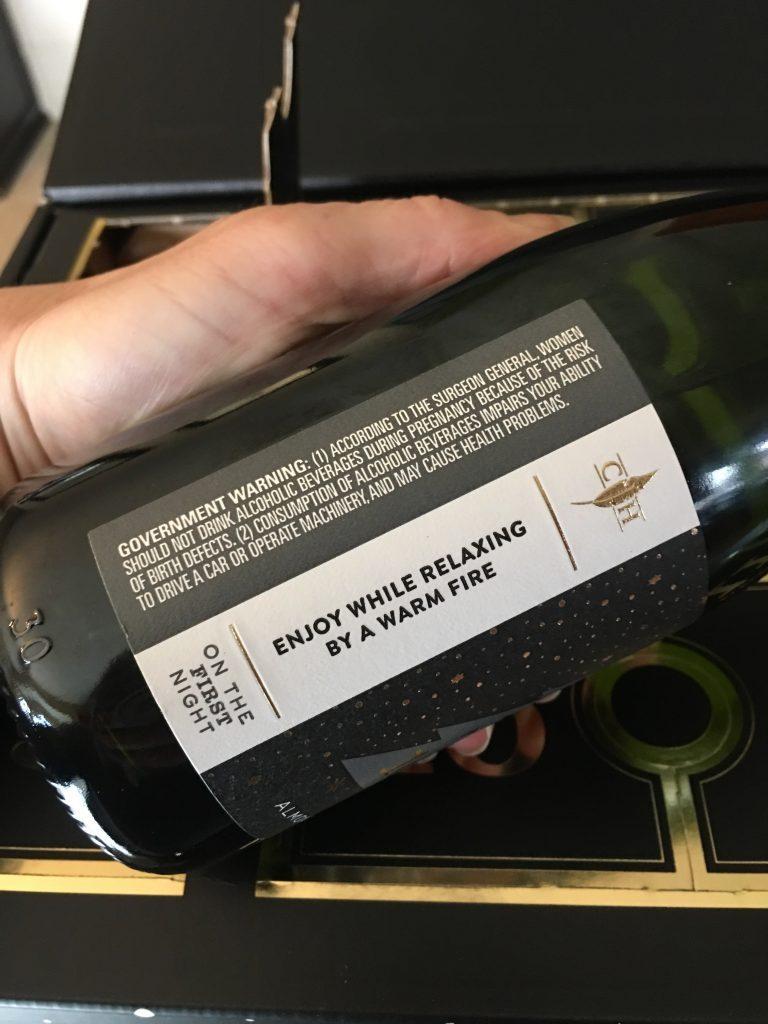 GOVERNMENT WARNING: (1) ACCORDING TO THE SURGEON GENERAL, WOMEN
SHOULD NOT DRINK ALCOHOLIC BEVERAGES DURING PREGNANCY BECAUSE OF THE RISK
OF BIRTH DEFECTS. (2) CONSUMPTION OF ALCOHOLIC BEVERAGES IMPAIRS YOUR ABILITY
TO DRIVE A CAR OR OPERATE MACHINERY, AND MAY CAUSE HEALTH PROBLEMS.
ON THE
FIRST
NIGHT
ENJOY WHILE RELAXING
BY A WARM FIRE
CH
30